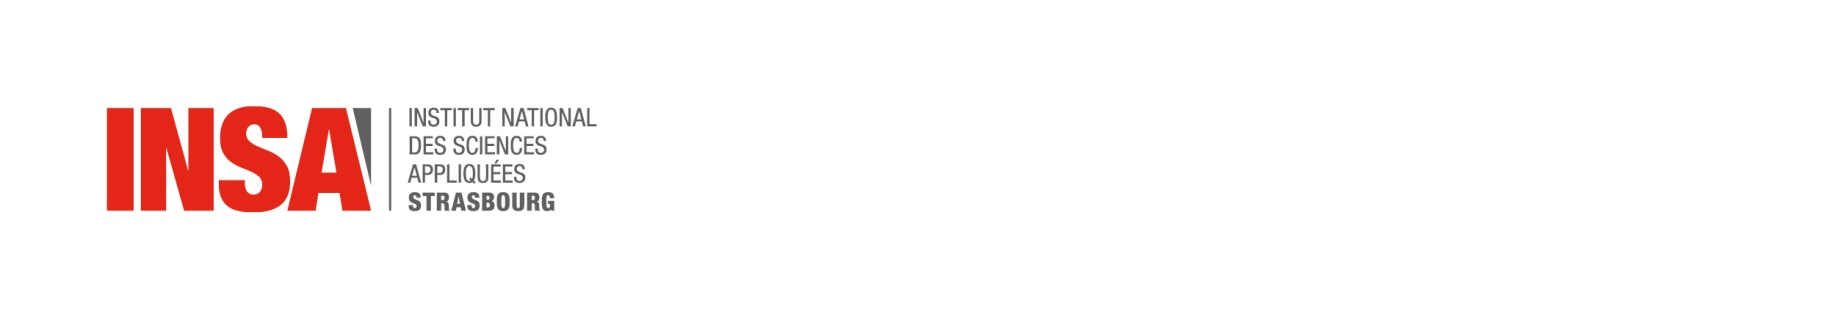 INSA
INSTITUT NATIONAL
DES SCIENCES
APPLIQUÉES
STRASBOURG